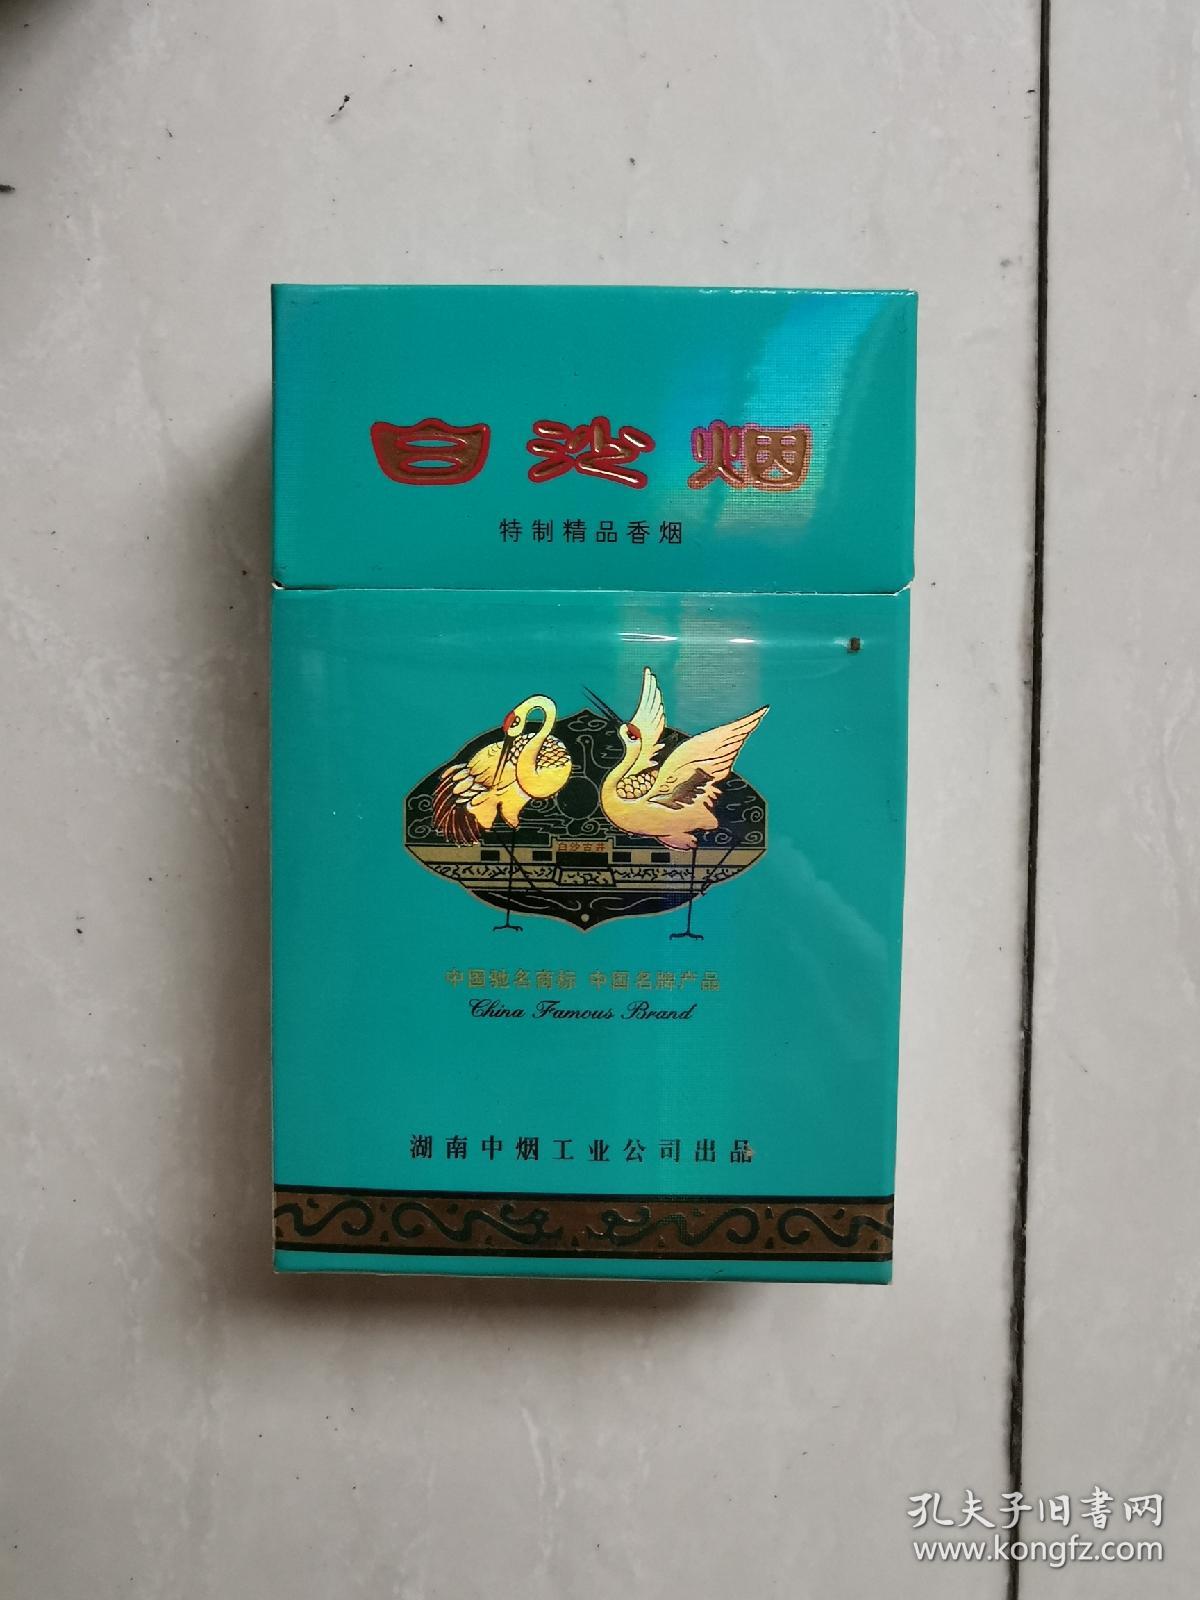 白沙烟
特制精品香烟
白沙古井
中国驰名商标 中国名牌产品
China Famous Brand
湖南中烟工业公司出品
孔夫子旧书网
www.kongfz.com